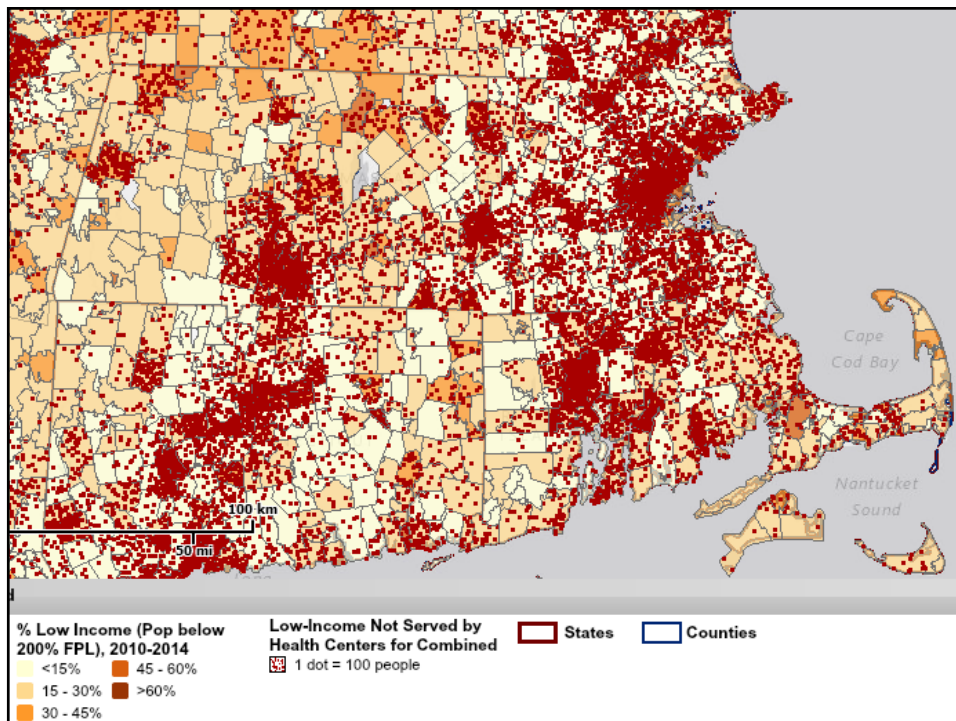 Cape
Cod Bay
Nantucket
Sound
100 km
50 mi
% Low Income (Pop below
200% FPL), 2010-2014
<15%
45 - 60%
15 - 30%
>60%
30 - 45%
Low-Income Not Served by
Health Centers for Combined
1 dot = 100 people
States
Counties